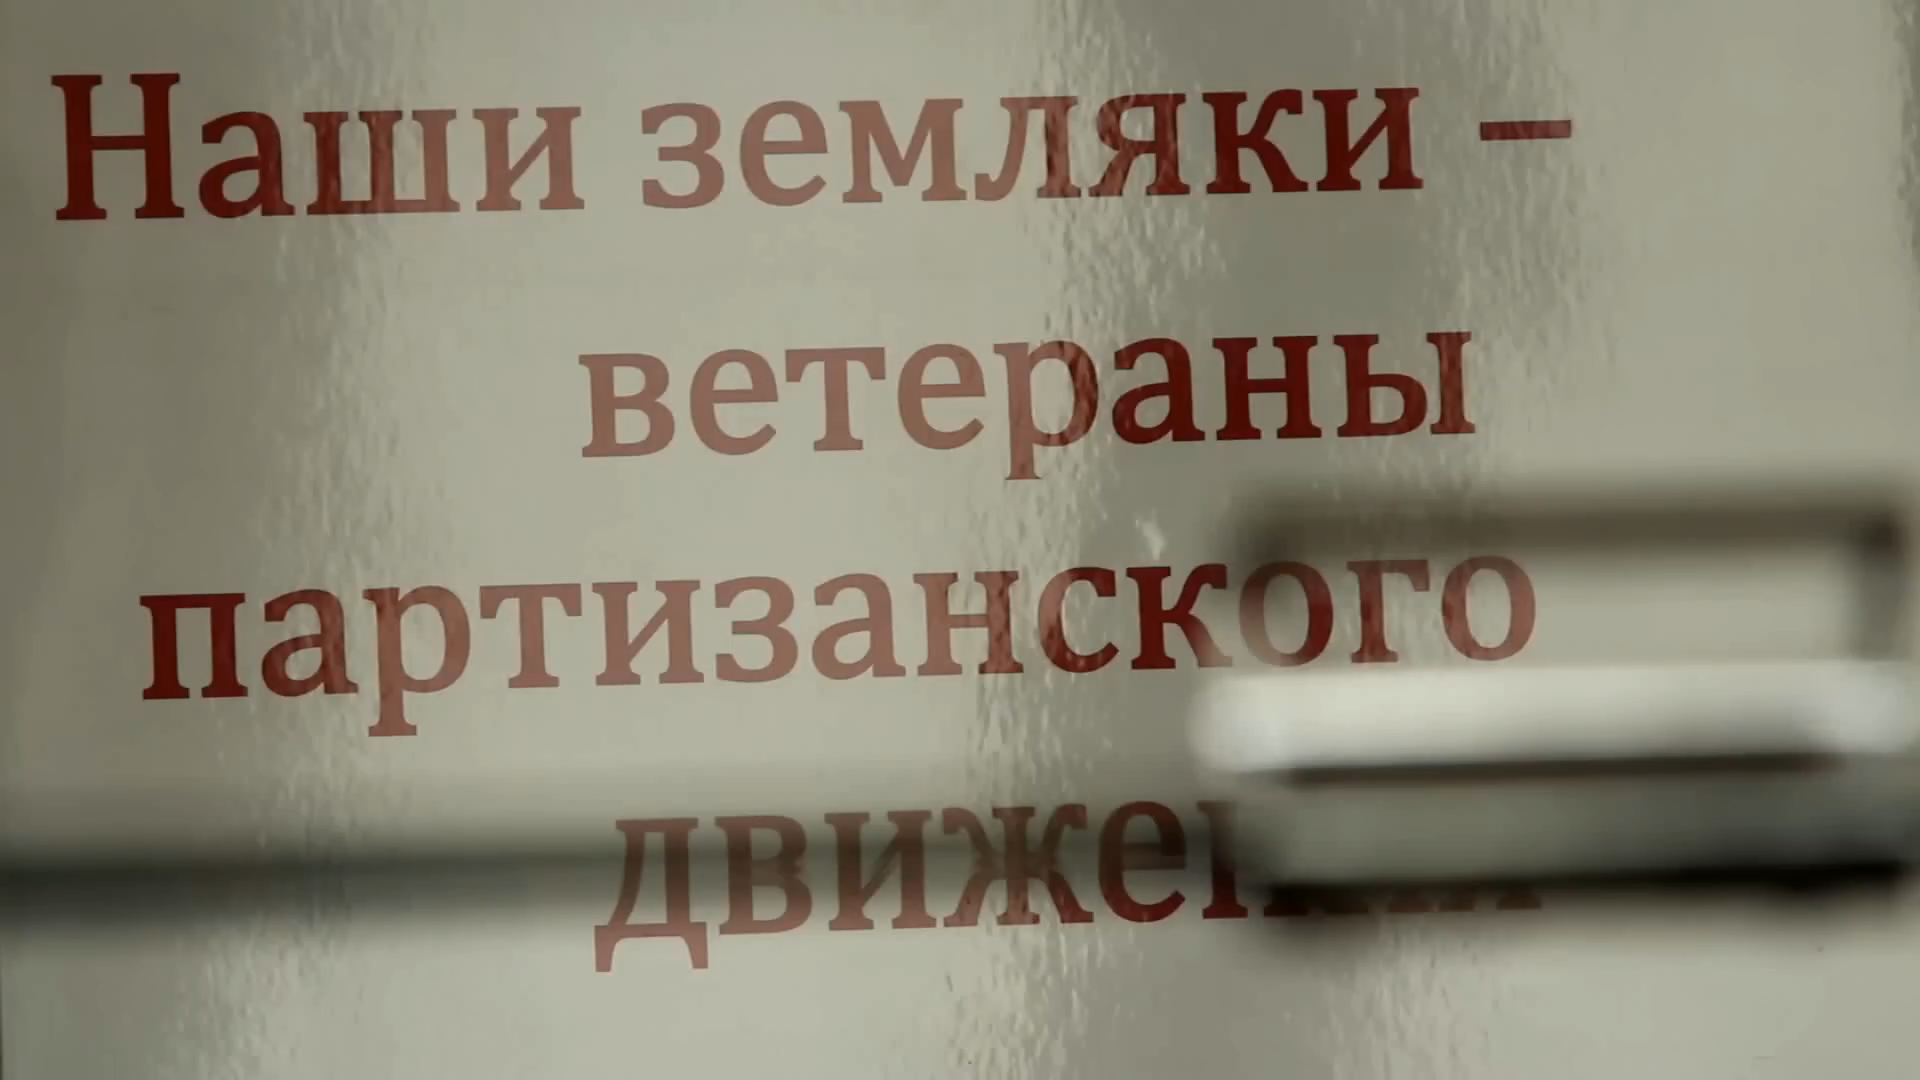 Наши земляки –
ветераны
партизанского